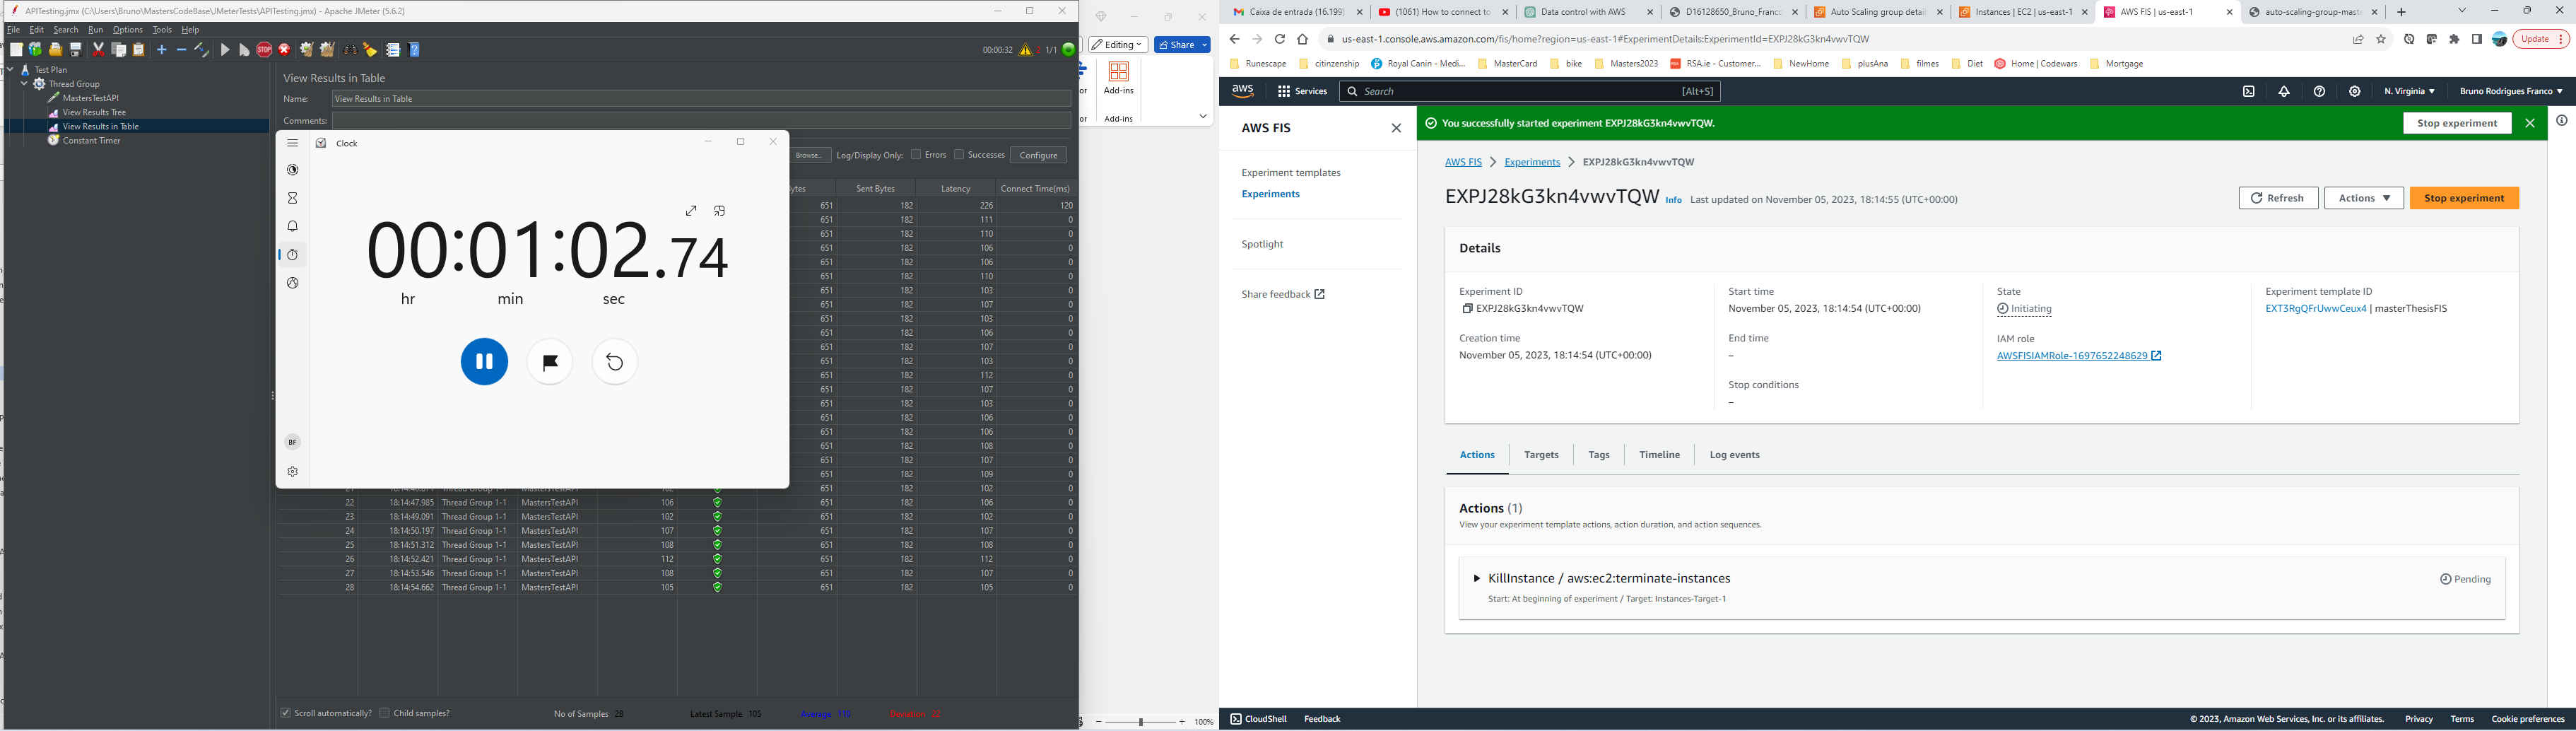 APITesting.jmx (C:\Users\Bruno\MastersCodeBase\JMeterTests\APITesting.jmx) - Apache JMeter (5.6.2)
File Edit Search Run Options Tools Help
STOP
00:00:32 2 1/1
Test Plan
Thread Group
MastersTestAPI
View Results Tree
View Results in Table
Constant Timer
View Results in Table
Name: View Results in Table
Comments:
Browse... Log/Display Only: Errors Successes Configure
Sent Bytes Latency Connect Time(ms)
651 182 226 120
651 182 111 0
651 182 110 0
651 182 106 0
651 182 106 0
651 182 110 0
651 182 103 0
651 182 107 0
651 182 103 0
651 182 106 0
651 182 107 0
651 182 103 0
651 182 112 0
651 182 107 0
651 182 103 0
651 182 106 0
651 182 106 0
651 182 108 0
651 182 107 0
651 182 109 0
651 182 102 0
22 18:14:47.985 Thread Group 1-1 MastersTestAPI 106 651 182 106 0
23 18:14:49.091 Thread Group 1-1 MastersTestAPI 102 651 182 102 0
24 18:14:50.197 Thread Group 1-1 MastersTestAPI 107 651 182 107 0
25 18:14:51.312 Thread Group 1-1 MastersTestAPI 108 651 182 108 0
26 18:14:52.421 Thread Group 1-1 MastersTestAPI 112 651 182 112 0
27 18:14:53.546 Thread Group 1-1 MastersTestAPI 108 651 182 107 0
28 18:14:54.662 Thread Group 1-1 MastersTestAPI 105 651 182 105 0
Scroll automatically? Child samples? No of Samples 28 Latest Sample 105 Average 110 Deviation 22
Clock
00:01:02.74
hr min sec
BF
Editing Share
Add-ins
Add-ins
100%
Caixa de entrada (16.199)
(1061) How to connect to
Data control with AWS
D16128650_Bruno_Franco
Auto Scaling group detail
Instances | EC2 | us-east-1
AWS FIS | us-east-1
auto-scaling-group-maste
us-east-1.console.aws.amazon.com/fis/home?region=us-east-1#ExperimentDetails:ExperimentId=EXPJ28kG3kn4vwvTQW
Update
Runescape citinzenship Royal Canin - Medi... MasterCard bike Masters2023 RSA.ie - Customer... NewHome plusAna filmes Diet Home | Codewars Mortgage
aws Services Search [Alt+S] N. Virginia Bruno Rodrigues Franco
AWS FIS
Experiment templates
Experiments
Spotlight
Share feedback
You successfully started experiment EXPJ28kG3kn4vwvTQW. Stop experiment
AWS FIS Experiments EXPJ28kG3kn4vwvTQW
EXPJ28kG3kn4vwvTQW Info Last updated on November 05, 2023, 18:14:55 (UTC+00:00) Refresh Actions Stop experiment
Details
Experiment ID
EXPJ28kG3kn4vwvTQW
Creation time
November 05, 2023, 18:14:54 (UTC+00:00)
Start time
November 05, 2023, 18:14:54 (UTC+00:00)
End time
–
Stop conditions
–
State
Initiating
IAM role
AWSFISIAMRole-1697652248629
Experiment template ID
EXT3RgQFrUwwCeux4 | masterThesisFIS
Actions Targets Tags Timeline Log events
Actions (1)
View your experiment template actions, action duration, and action sequences.
KillInstance / aws:ec2:terminate-instances Pending
Start: At beginning of experiment / Target: Instances-Target-1
CloudShell Feedback © 2023, Amazon Web Services, Inc. or its affiliates. Privacy Terms Cookie preferences